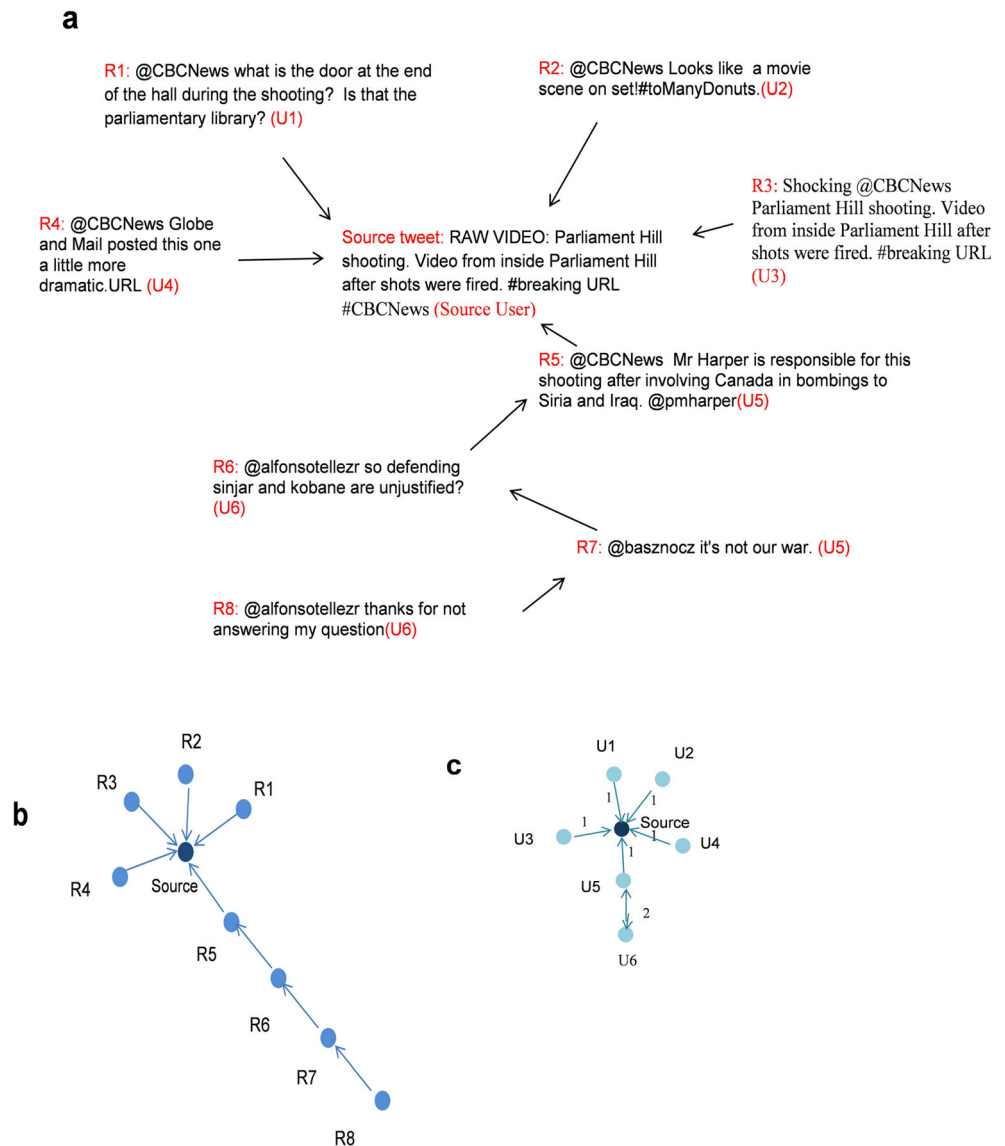 a
R1: @CBCNews what is the door at the end
of the hall during the shooting? Is that the
parliamentary library? (U1)
R2: @CBCNews Looks like a movie
scene on set!#toManyDonuts.(U2)
R3: Shocking @CBCNews
Parliament Hill shooting. Video
from inside Parliament Hill after
shots were fired. #breaking URL
(U3)
R4: @CBCNews Globe
and Mail posted this one
a little more
dramatic.URL (U4)
Source tweet: RAW VIDEO: Parliament Hill
shooting. Video from inside Parliament Hill
after shots were fired. #breaking URL
#CBCNews (Source User)
R5: @CBCNews Mr Harper is responsible for this
shooting after involving Canada in bombings to
Siria and Iraq. @pmharper(U5)
R6: @alfonsotellezr so defending
sinjar and kobane are unjustified?
(U6)
R7: @basznocz it's not our war. (U5)
R8: @alfonsotellezr thanks for not
answering my question(U6)
b
R2
R3
R1
R4
Source
R5
R6
R7
R8
c
U1
U2
1
1
U3
1
Source
1
U4
1
U5
2
U6